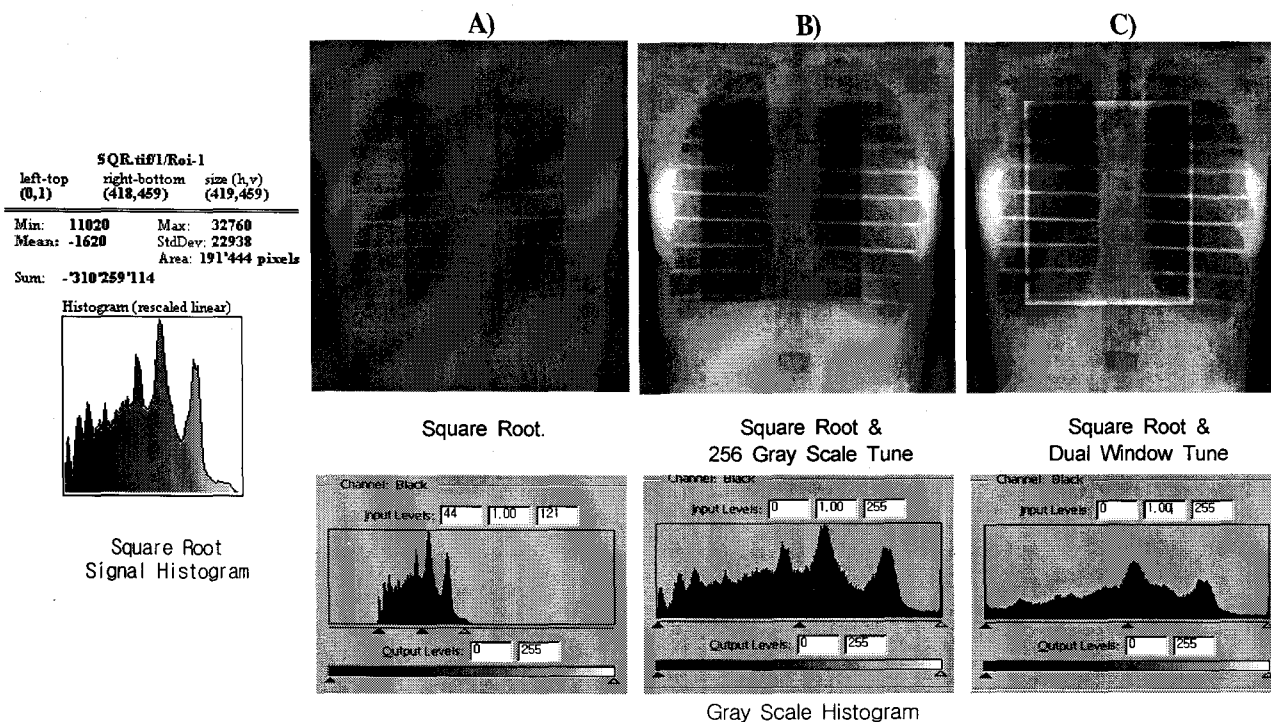 A)
B)
C)
SQR.tif/1/Roi-1
left-top right-bottom size (h,v)
(0,1) (418,459) (419,459)
Min: 11020 Max: 32760
Mean: -1620 StdDev: 22938
Area: 191'444 pixels
Sum: -'310'259'114
Histogram (rescaled linear)
Square Root
Signal Histogram
Square Root.
Square Root &
256 Gray Scale Tune
Square Root &
Dual Window Tune
Channel: Black
Input Levels: 44 1.00 121
Output Levels: 0 255
Channel: Black
Input Levels: 0 1.00 255
Output Levels: 0 255
Channel: Black
Input Levels: 0 1.00 255
Output Levels: 0 255
Gray Scale Histogram